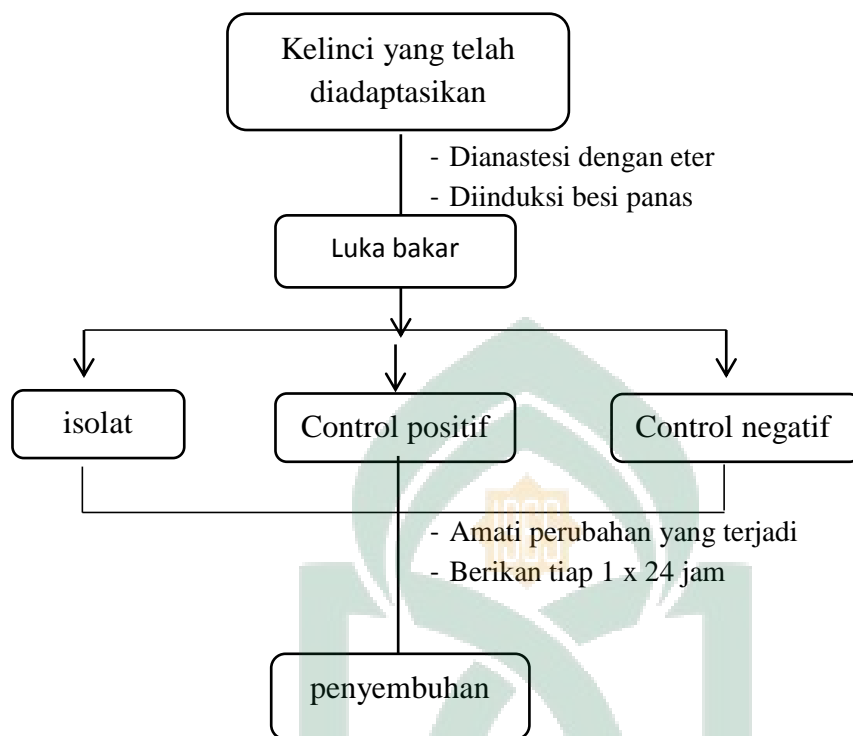 Kelinci yang telah
diadaptasikan
- Dianastesi dengan eter
- Diinduksi besi panas
Luka bakar
isolat
Control positif
Control negatif
- Amati perubahan yang terjadi
- Berikan tiap 1 x 24 jam
penyembuhan